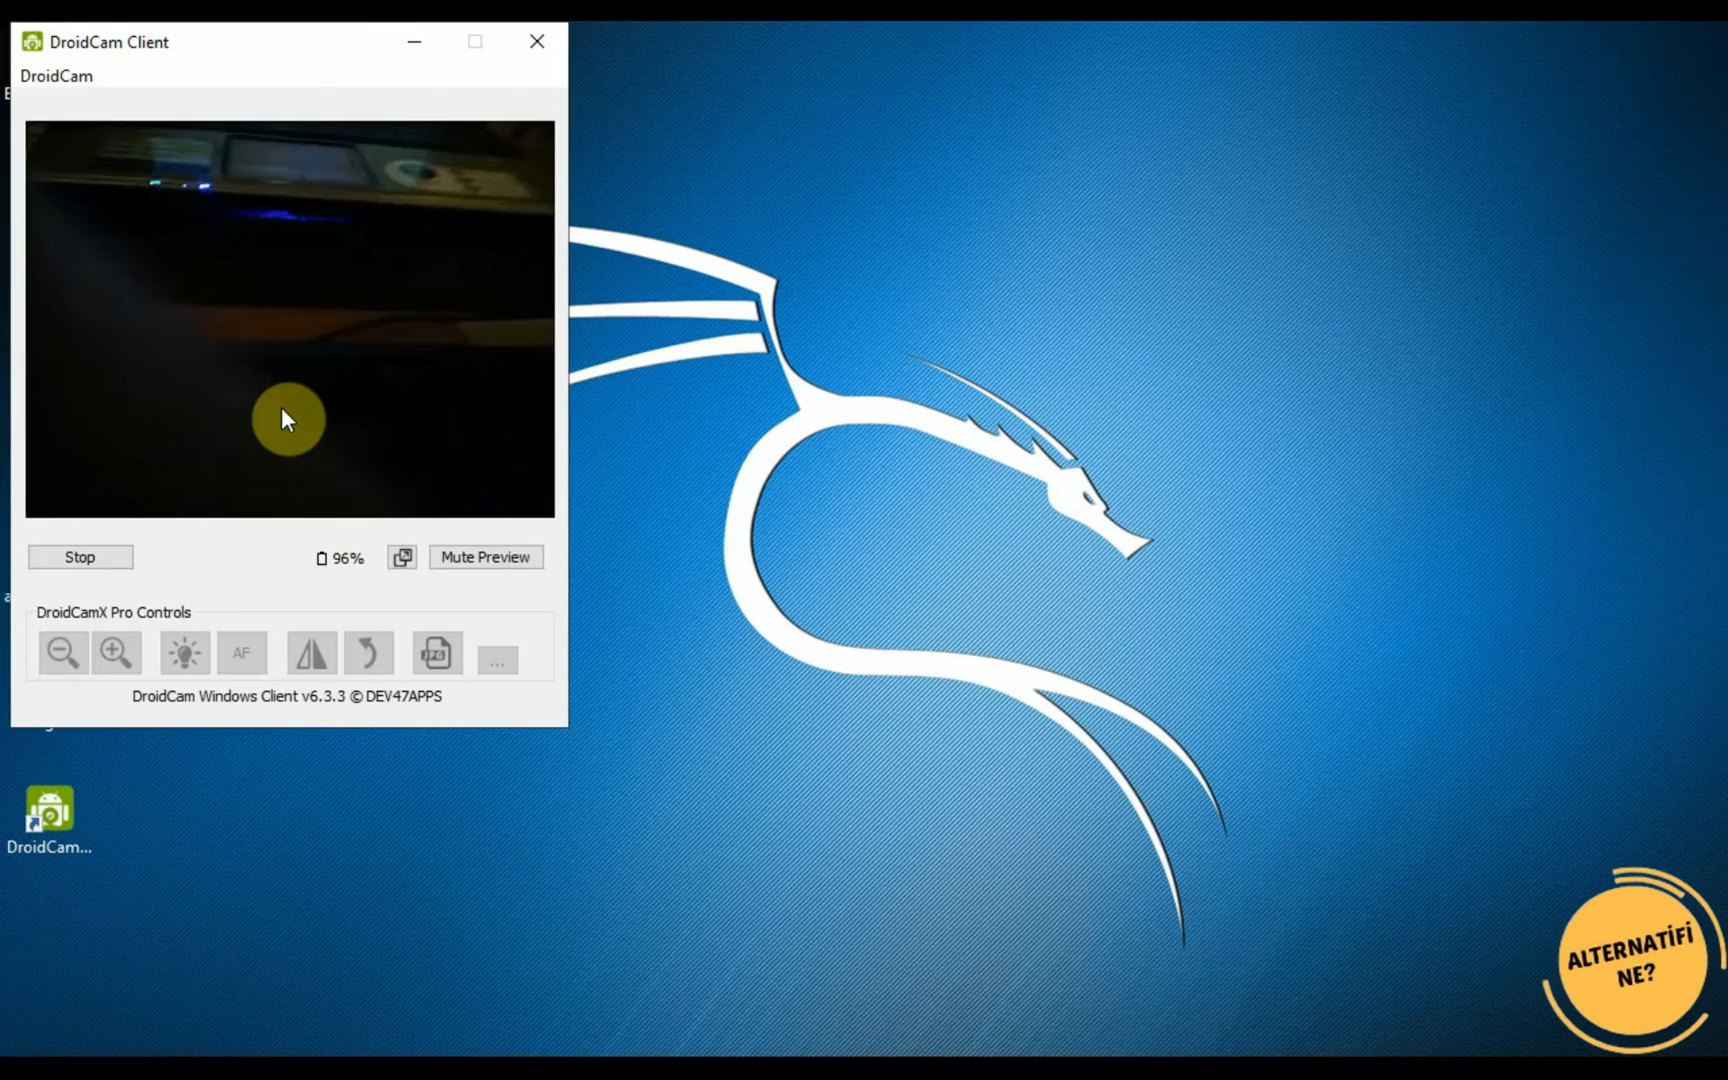 DroidCam Client
DroidCam
Stop
96%
Mute Preview
DroidCamX Pro Controls
AF
JPG
...
DroidCam Windows Client v6.3.3 © DEV47APPS
DroidCam...
ALTERNATİFİ
NE?